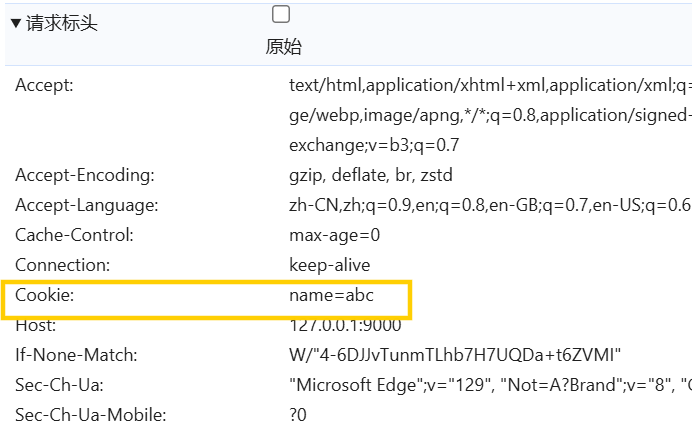 ▼ 请求标头
原始
Accept: text/html,application/xhtml+xml,application/xml;q=
ge/webp,image/apng,*/*;q=0.8,application/signed-
exchange;v=b3;q=0.7
Accept-Encoding: gzip, deflate, br, zstd
Accept-Language: zh-CN,zh;q=0.9,en;q=0.8,en-GB;q=0.7,en-US;q=0.6
Cache-Control: max-age=0
Connection: keep-alive
Cookie: name=abc
Host: 127.0.0.1:9000
If-None-Match: W/"4-6DJJvTunmTLhb7H7UQDa+t6ZVMI"
Sec-Ch-Ua: "Microsoft Edge";v="129", "Not=A?Brand";v="8", "C
Sec-Ch-Ua-Mobile: ?0